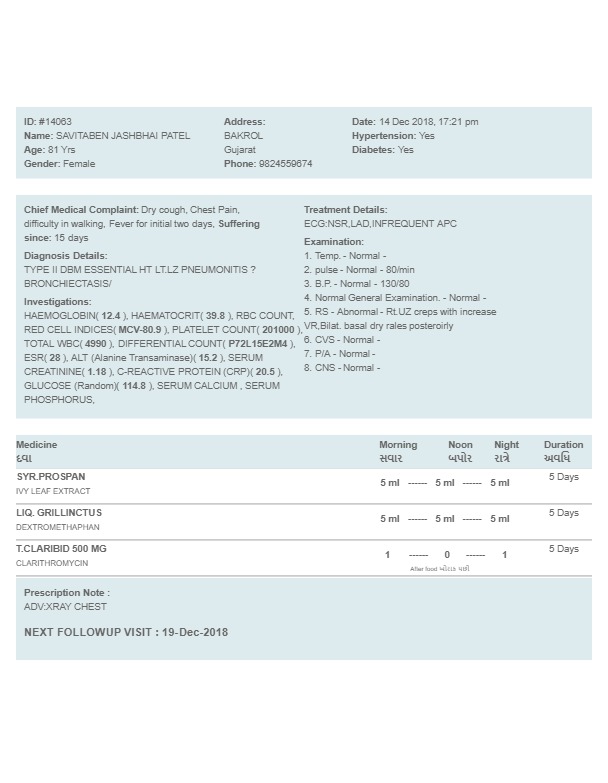 ID: #14063
Name: SAVITABEN JASHBHAI PATEL
Age: 81 Yrs
Gender: Female
Address:
BAKROL
Gujarat
Phone: 9824559674
Date: 14 Dec 2018, 17:21 pm
Hypertension: Yes
Diabetes: Yes
Chief Medical Complaint: Dry cough, Chest Pain,
difficulty in walking, Fever for initial two days, Suffering
since: 15 days
Diagnosis Details:
TYPE II DBM ESSENTIAL HT LT.LZ PNEUMONITIS ?
BRONCHIECTASIS/
Investigations:
HAEMOGLOBIN( 12.4 ), HAEMATOCRIT( 39.8 ), RBC COUNT,
RED CELL INDICES( MCV-80.9 ), PLATELET COUNT( 201000 ),
TOTAL WBC( 4990 ), DIFFERENTIAL COUNT( P72L15E2M4 ),
ESR( 28 ), ALT (Alanine Transaminase)( 15.2 ), SERUM
CREATININE( 1.18 ), C-REACTIVE PROTEIN (CRP)( 20.5 ),
GLUCOSE (Random)( 114.8 ), SERUM CALCIUM , SERUM
PHOSPHORUS,
Treatment Details:
ECG:NSR,LAD,INFREQUENT APC
Examination:
1. Temp. - Normal -
2. pulse - Normal - 80/min
3. B.P. - Normal - 130/80
4. Normal General Examination. - Normal -
5. RS - Abnormal - Rt.UZ creps with increase
VR,Bilat. basal dry rales posteroirly
6. CVS - Normal -
7. P/A - Normal -
8. CNS - Normal -
Medicine Morning Noon Night Duration
દવા સવાર બપોર રાત્રે અવધિ
SYR.PROSPAN 5 ml ------ 5 ml ------ 5 ml 5 Days
IVY LEAF EXTRACT
LIQ. GRILLINCTUS 5 ml ------ 5 ml ------ 5 ml 5 Days
DEXTROMETHAPHAN
T.CLARIBID 500 MG 1 ------ 0 ------ 1 5 Days
CLARITHROMYCIN
After food ખોરાક પછી
Prescription Note :
ADV:XRAY CHEST
NEXT FOLLOWUP VISIT : 19-Dec-2018